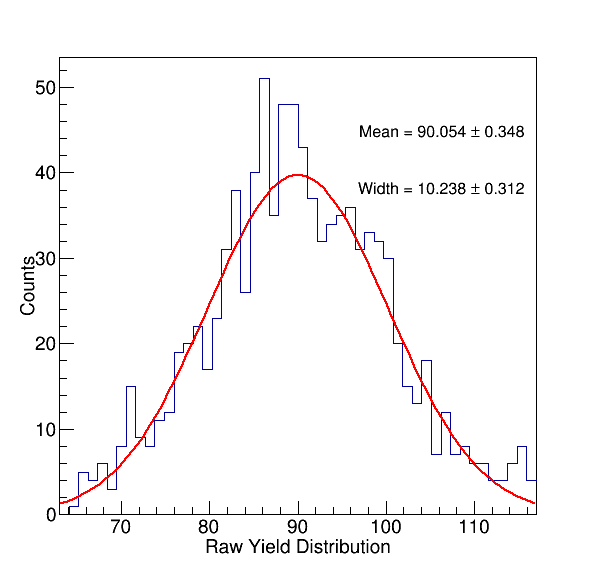 50
Mean = 90.054 ± 0.348
40
Width = 10.238 ± 0.312
30
Counts
20
10
0
70 80 90 100 110
Raw Yield Distribution